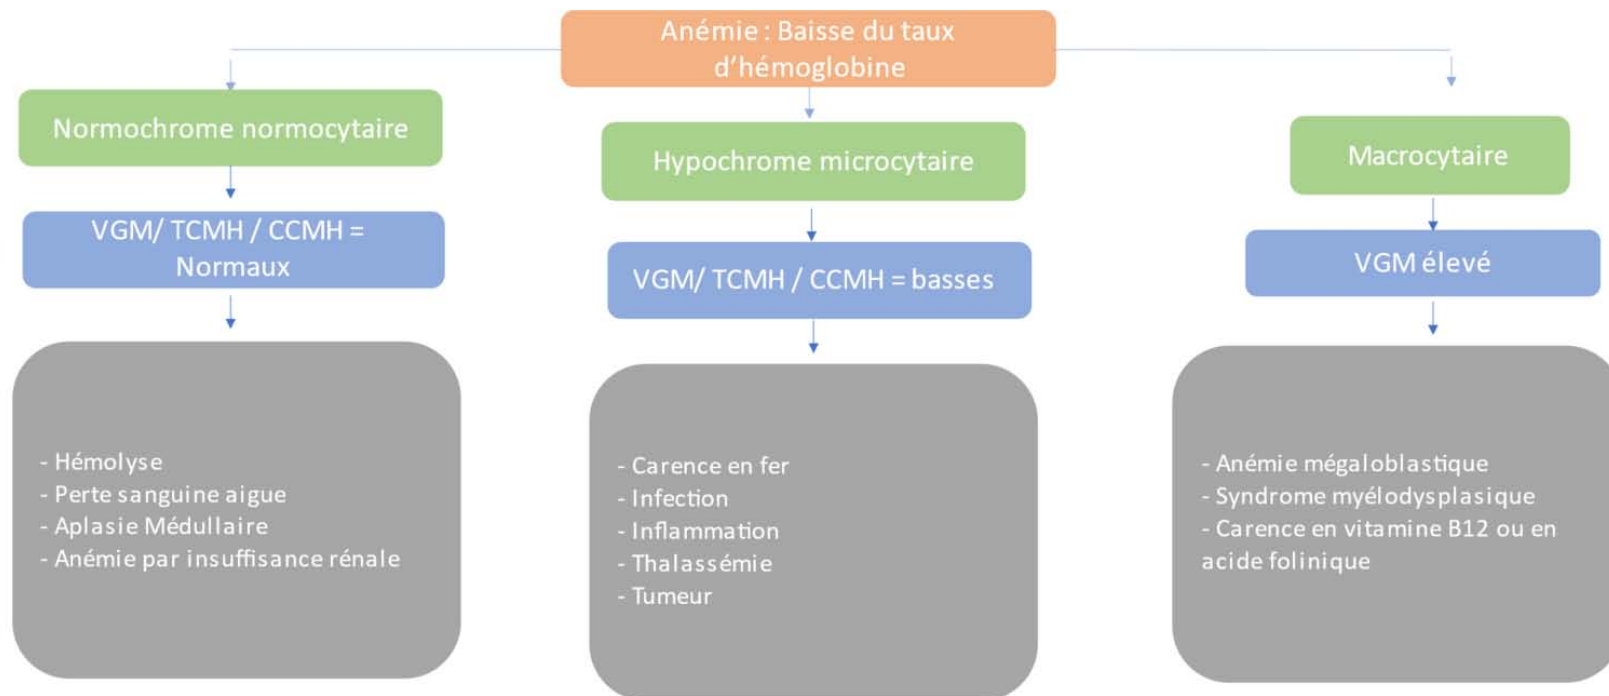 Anémie : Baisse du taux
d'hémoglobine
Normochrome normocytaire
VGM/ TCMH / CCMH =
Normaux
- Hémolyse
- Perte sanguine aigue
- Aplasie Médullaire
- Anémie par insuffisance rénale
Hypochrome microcytaire
VGM/ TCMH / CCMH = basses
- Carence en fer
- Infection
- Inflammation
- Thalassémie
- Tumeur
Macrocytaire
VGM élevé
- Anémie mégaloblastique
- Syndrome myélodysplasique
- Carence en vitamine B12 ou en
acide folinique